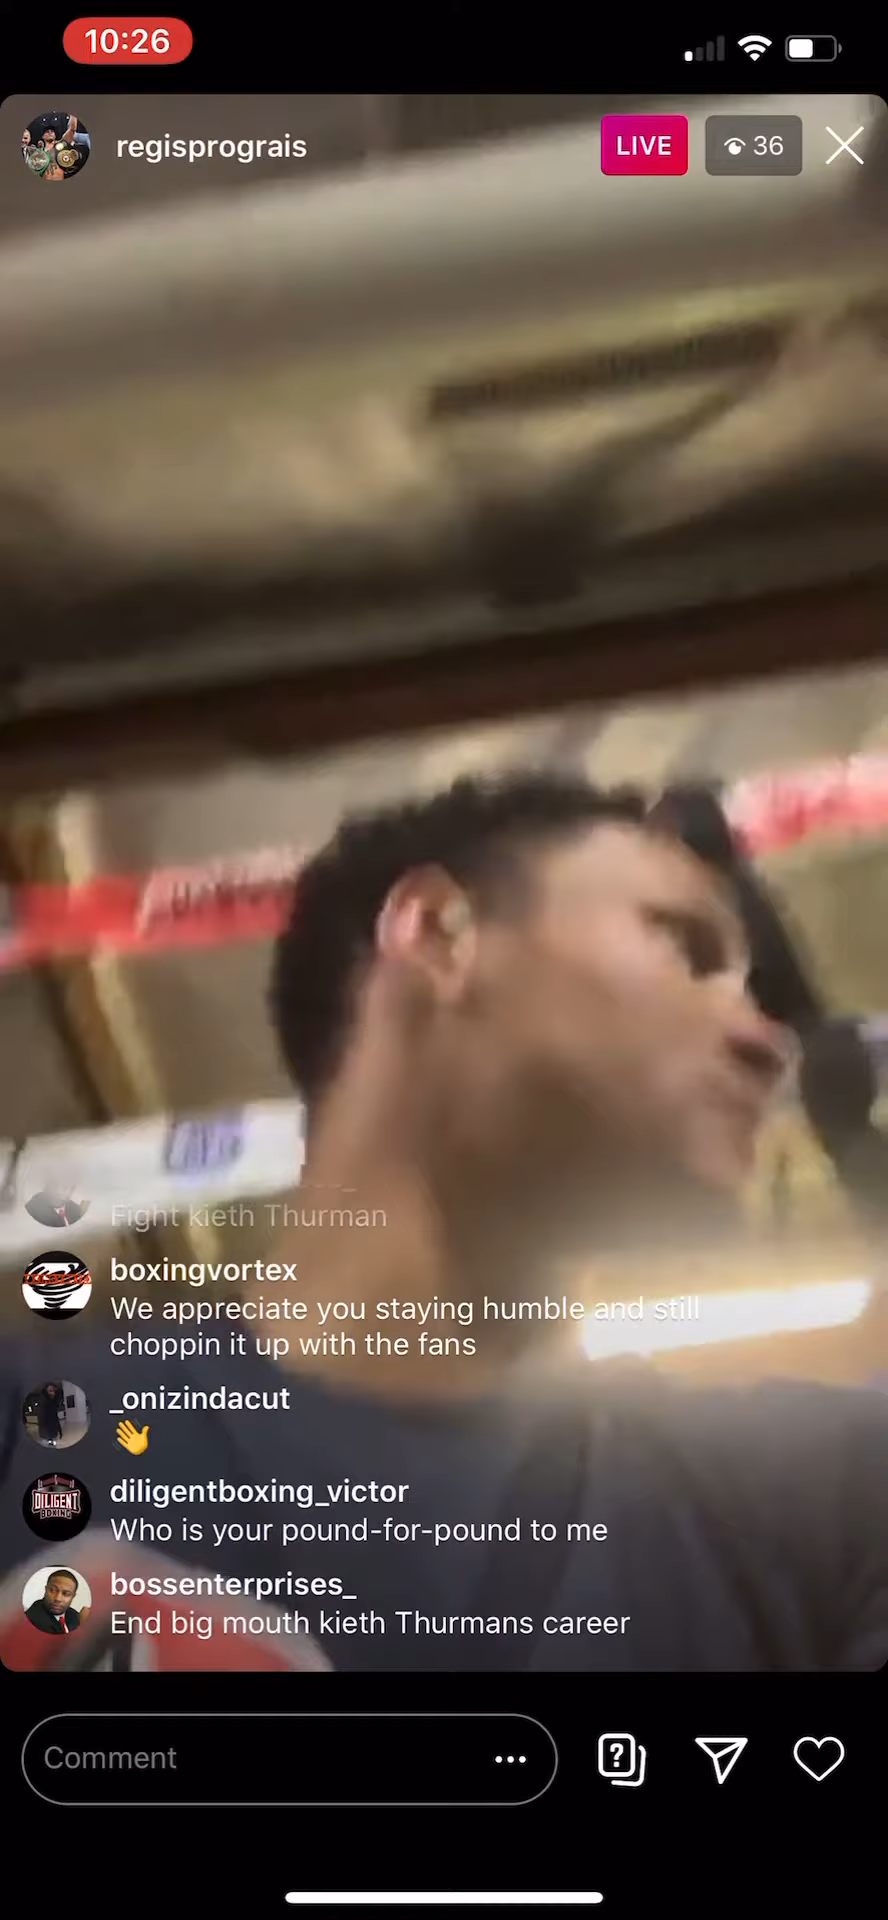 10:26
regisprograis
LIVE
36
Fight kieth Thurman
boxingvortex
We appreciate you staying humble and still
choppin it up with the fans
_onizindacut
diligentboxing_victor
DILIGENT
BOXING
Who is your pound-for-pound to me
bossenterprises_
End big mouth kieth Thurmans career
Comment